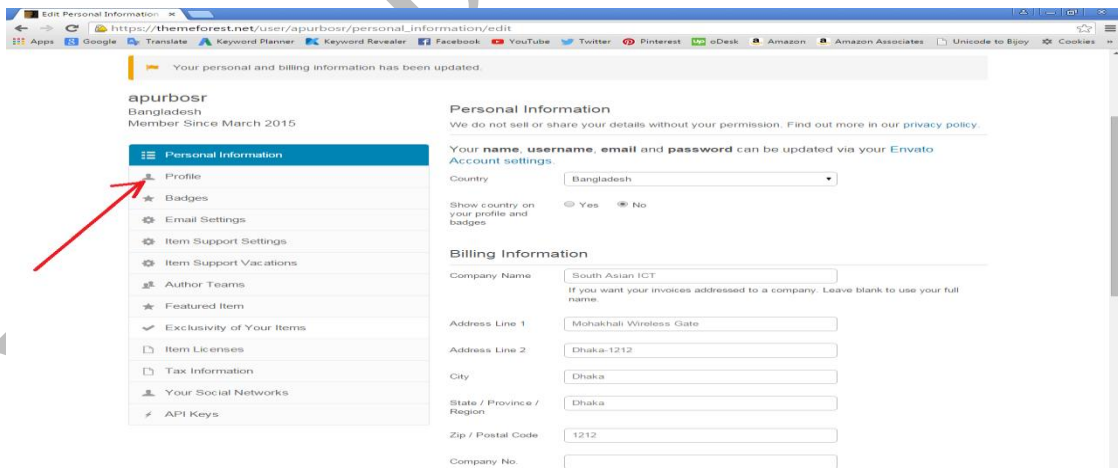 Edit Personal Information
https://themeforest.net/user/apurbosr/personal_information/edit
Apps Google Translate Keyword Planner Keyword Revealer Facebook YouTube Twitter Pinterest oDesk Amazon Amazon Associates Unicode to Bijoy Cookies
Your personal and billing information has been updated.
apurbosr
Bangladesh
Member Since March 2015
Personal Information
Profile
Badges
Email Settings
Item Support Settings
Item Support Vacations
Author Teams
Featured Item
Exclusivity of Your Items
Item Licenses
Tax Information
Your Social Networks
API Keys
Personal Information
We do not sell or share your details without your permission. Find out more in our privacy policy.
Your name, username, email and password can be updated via your Envato
Account settings.
Country Bangladesh
Show country on
your profile and
badges
Yes No
Billing Information
Company Name South Asian ICT
If you want your invoices addressed to a company. Leave blank to use your full
name.
Address Line 1 Mohakhali Wireless Gate
Address Line 2 Dhaka-1212
City Dhaka
State / Province /
Region
Dhaka
Zip / Postal Code 1212
Company No.